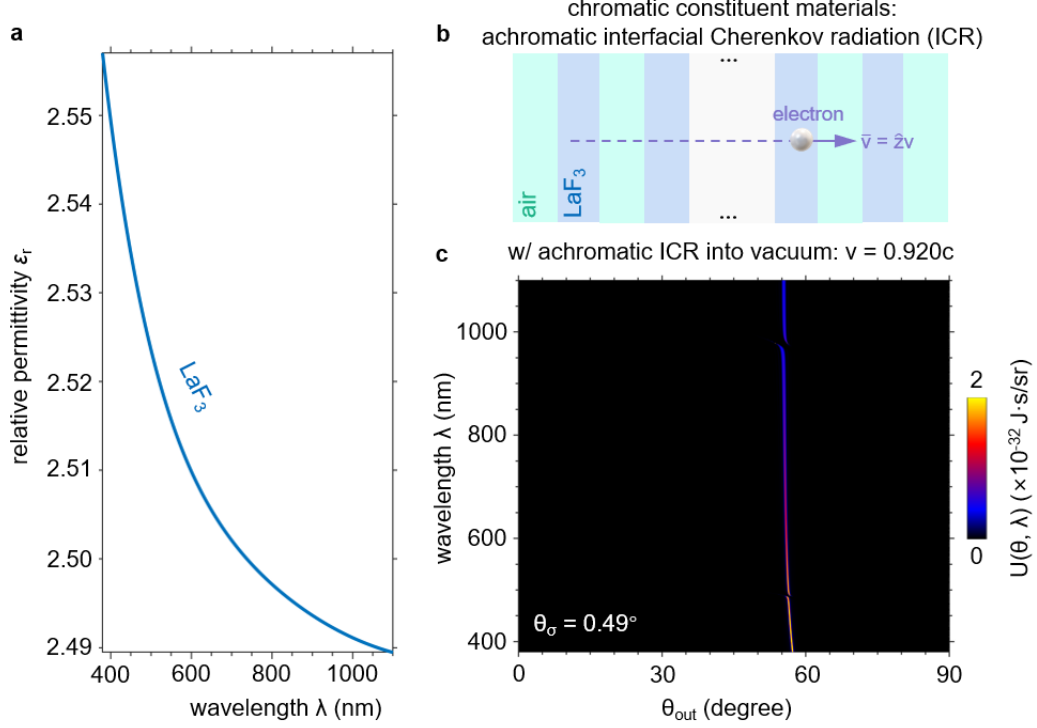 a
2.55
2.54
2.53
2.52
2.51
2.50
2.49
400 600 800 1000
relative permittivity εr
wavelength λ (nm)
LaF3
b
chromatic constituent materials:
achromatic interfacial Cherenkov radiation (ICR)
...
electron
v̄ = ẑv
air
LaF3
...
c
w/ achromatic ICR into vacuum: v = 0.920c
1000
800
600
400
wavelength λ (nm)
θσ = 0.49°
0 30 60 90
θout (degree)
2
0
U(θ, λ) (×10⁻³² J·s/sr)